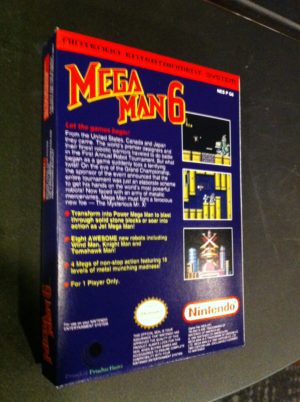 NINTENDO ENTERTAINMENT SYSTEM
NES P G6
MEGA
MAN 6
Let the games begin!
From the United States, Canada and Japan
they came. The world's premier designers and
their finest robotic warriors traveled to do battle
in the First Annual Robot Tournament. But what
began as a game suddenly took a terrifying
twist! On the eve of the Grand Championship,
the sponsor of the event announced that the
entire tournament was just an elaborate scheme
to get his hands on the world's most powerful
robots! Now faced with an army of metallic
mercenaries, Mega Man must fight a ferocious
new foe — The Mysterious Mr. X!
Transform into Power Mega Man to blast
through solid stone blocks or soar into
action as Jet Mega Man!
Eight AWESOME new robots including
Wind Man, Knight Man and
Tomahawk Man!
4 Megs of non-stop action featuring 16
levels of metal munching madness!
For 1 Player Only.
Nintendo
Mega Man 6